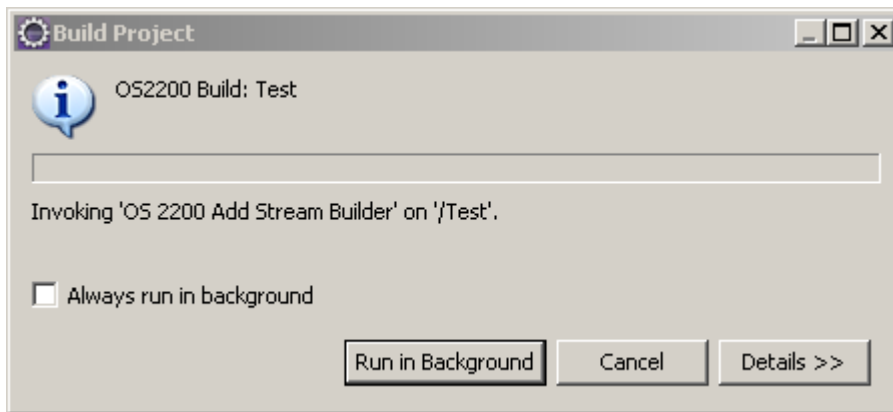 Build Project
OS2200 Build: Test
Invoking 'OS 2200 Add Stream Builder' on '/Test'.
Always run in background
Run in Background Cancel Details >>